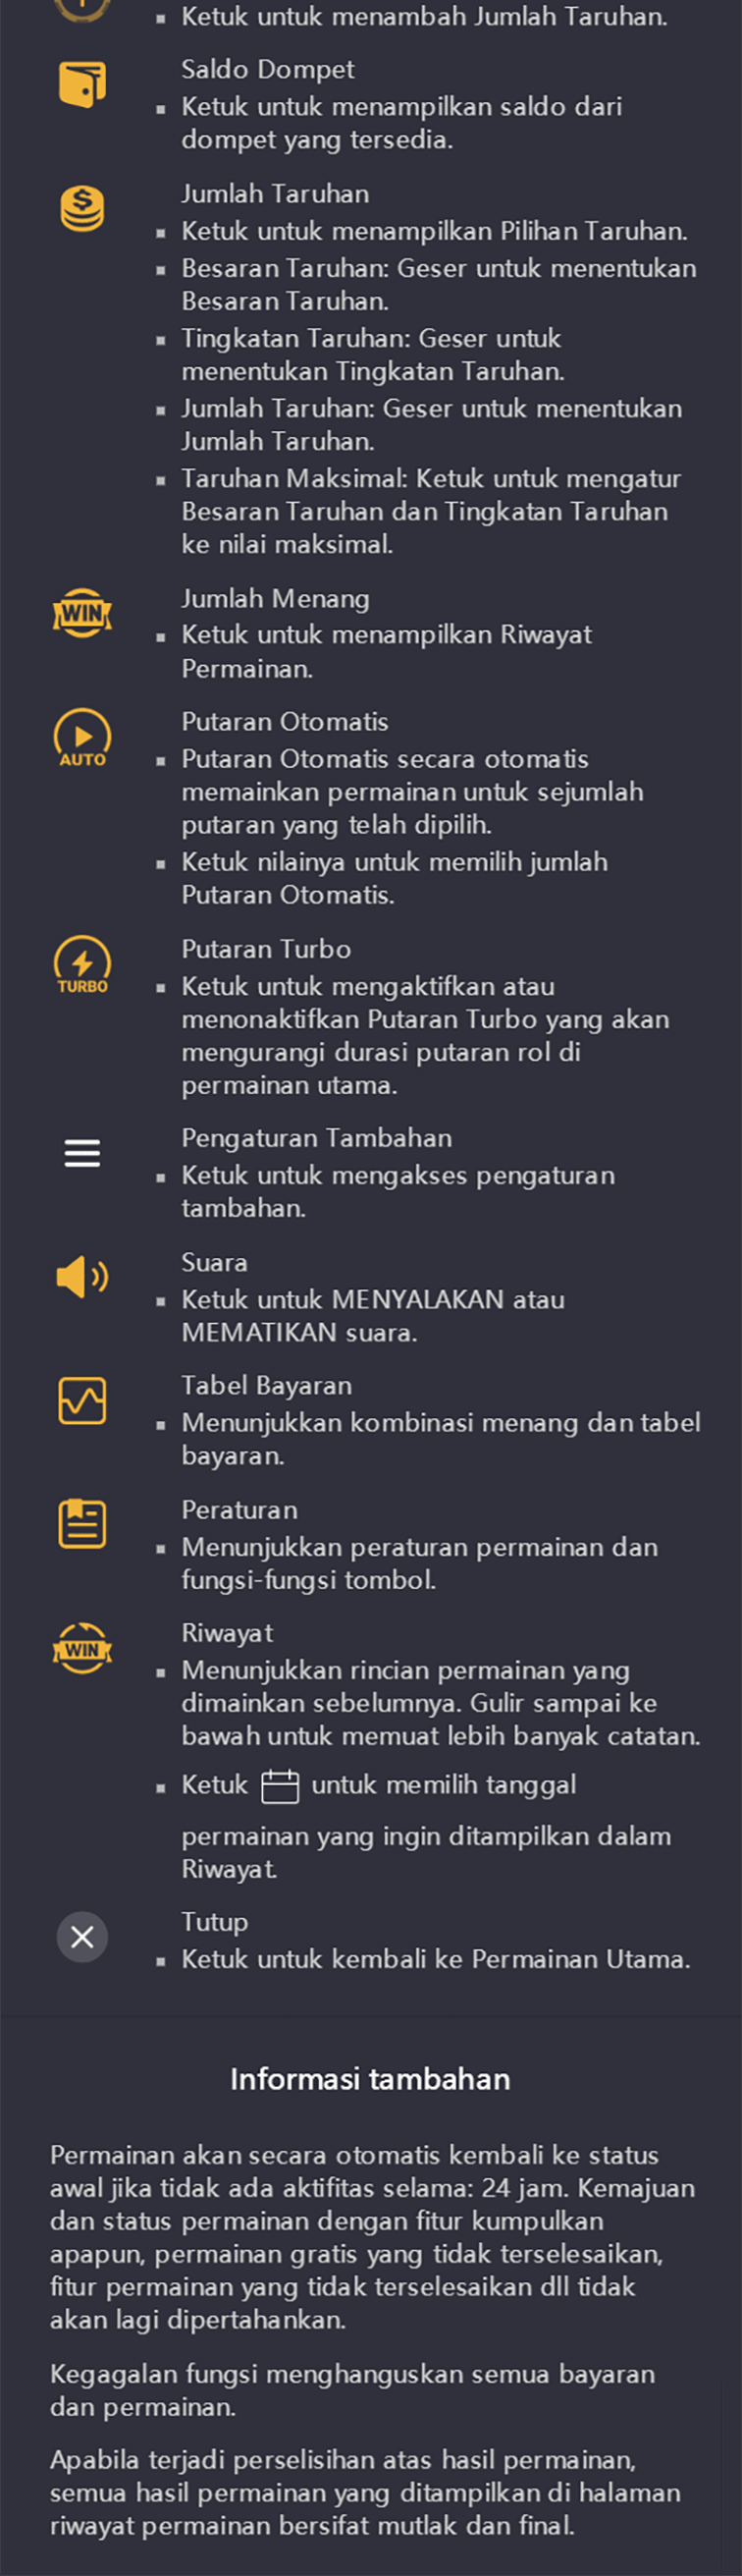 Ketuk untuk menambah Jumlah Taruhan.
Saldo Dompet
Ketuk untuk menampilkan saldo dari
dompet yang tersedia.
Jumlah Taruhan
Ketuk untuk menampilkan Pilihan Taruhan.
Besaran Taruhan: Geser untuk menentukan
Besaran Taruhan.
Tingkatan Taruhan: Geser untuk
menentukan Tingkatan Taruhan.
Jumlah Taruhan: Geser untuk menentukan
Jumlah Taruhan.
Taruhan Maksimal: Ketuk untuk mengatur
Besaran Taruhan dan Tingkatan Taruhan
ke nilai maksimal.
WIN
Jumlah Menang
Ketuk untuk menampilkan Riwayat
Permainan.
AUTO
Putaran Otomatis
Putaran Otomatis secara otomatis
memainkan permainan untuk sejumlah
putaran yang telah dipilih.
Ketuk nilainya untuk memilih jumlah
Putaran Otomatis.
TURBO
Putaran Turbo
Ketuk untuk mengaktifkan atau
menonaktifkan Putaran Turbo yang akan
mengurangi durasi putaran rol di
permainan utama.
Pengaturan Tambahan
Ketuk untuk mengakses pengaturan
tambahan.
Suara
Ketuk untuk MENYALAKAN atau
MEMATIKAN suara.
Tabel Bayaran
Menunjukkan kombinasi menang dan tabel
bayaran.
Peraturan
Menunjukkan peraturan permainan dan
fungsi-fungsi tombol.
WIN
Riwayat
Menunjukkan rincian permainan yang
dimainkan sebelumnya. Gulir sampai ke
bawah untuk memuat lebih banyak catatan.
Ketuk untuk memilih tanggal
permainan yang ingin ditampilkan dalam
Riwayat.
Tutup
Ketuk untuk kembali ke Permainan Utama.
Informasi tambahan
Permainan akan secara otomatis kembali ke status
awal jika tidak ada aktifitas selama: 24 jam. Kemajuan
dan status permainan dengan fitur kumpulkan
apapun, permainan gratis yang tidak terselesaikan,
fitur permainan yang tidak terselesaikan dll tidak
akan lagi dipertahankan.
Kegagalan fungsi menghanguskan semua bayaran
dan permainan.
Apabila terjadi perselisihan atas hasil permainan,
semua hasil permainan yang ditampilkan di halaman
riwayat permainan bersifat mutlak dan final.